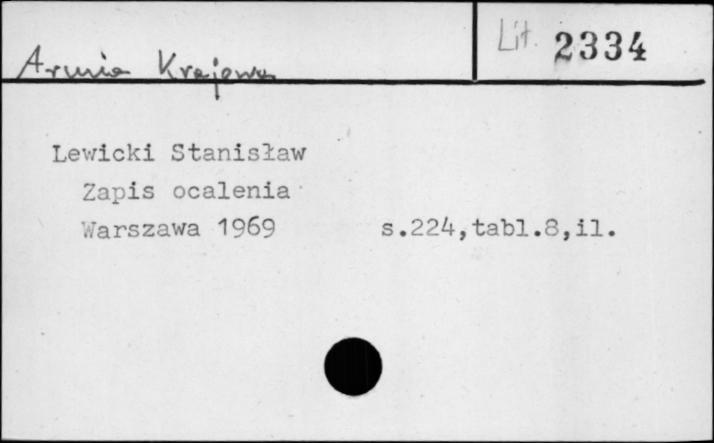 Armia Krajowa
Lit. 2334
Lewicki Stanisław
Zapis ocalenia
Warszawa 1969 s.224,tabl.8,il.